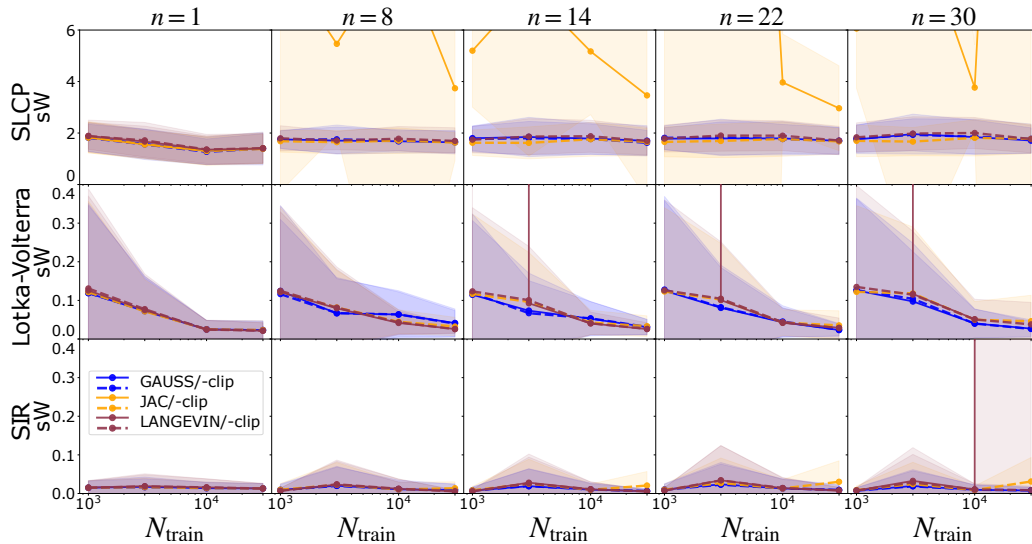 n = 1 n = 8 n = 14 n = 22 n = 30
SLCP
sW
6
4
2
0
Lotka-Volterra
sW
0.4
0.3
0.2
0.1
0.0
SIR
sW
0.4
0.3
0.2
0.1
0.0
GAUSS/-clip
JAC/-clip
LANGEVIN/-clip
10³ 10⁴ 10³ 10⁴ 10³ 10⁴ 10³ 10⁴ 10³ 10⁴
N_train N_train N_train N_train N_train